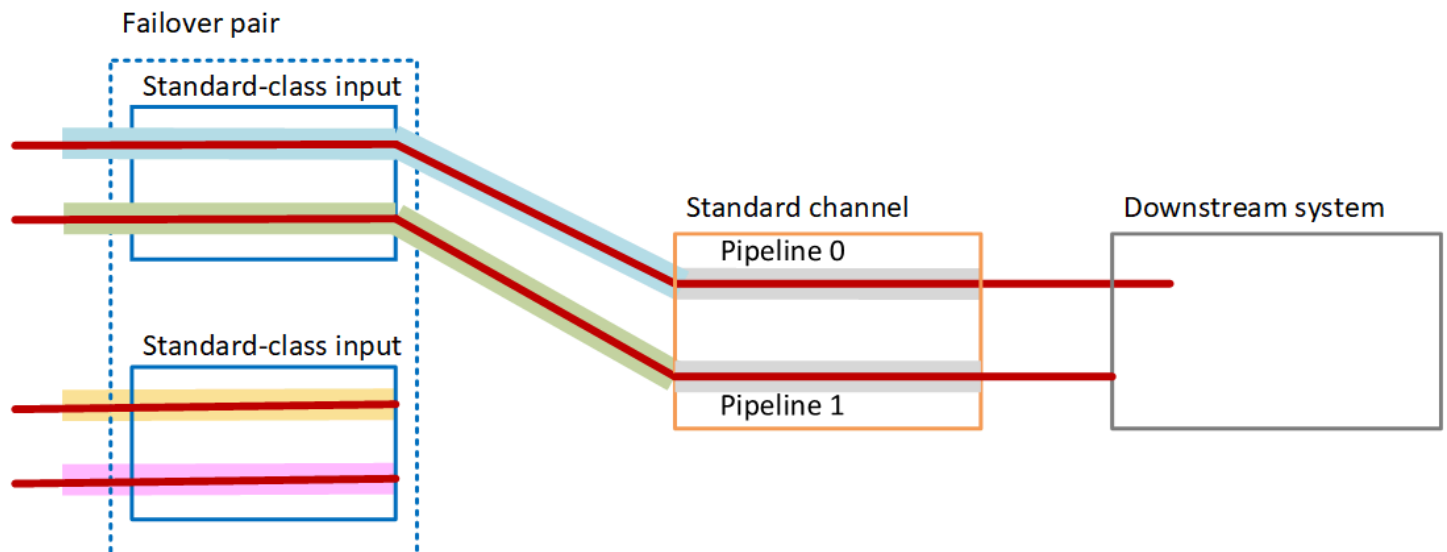 Failover pair
Standard-class input
Standard channel
Downstream system
Pipeline 0
Standard-class input
Pipeline 1